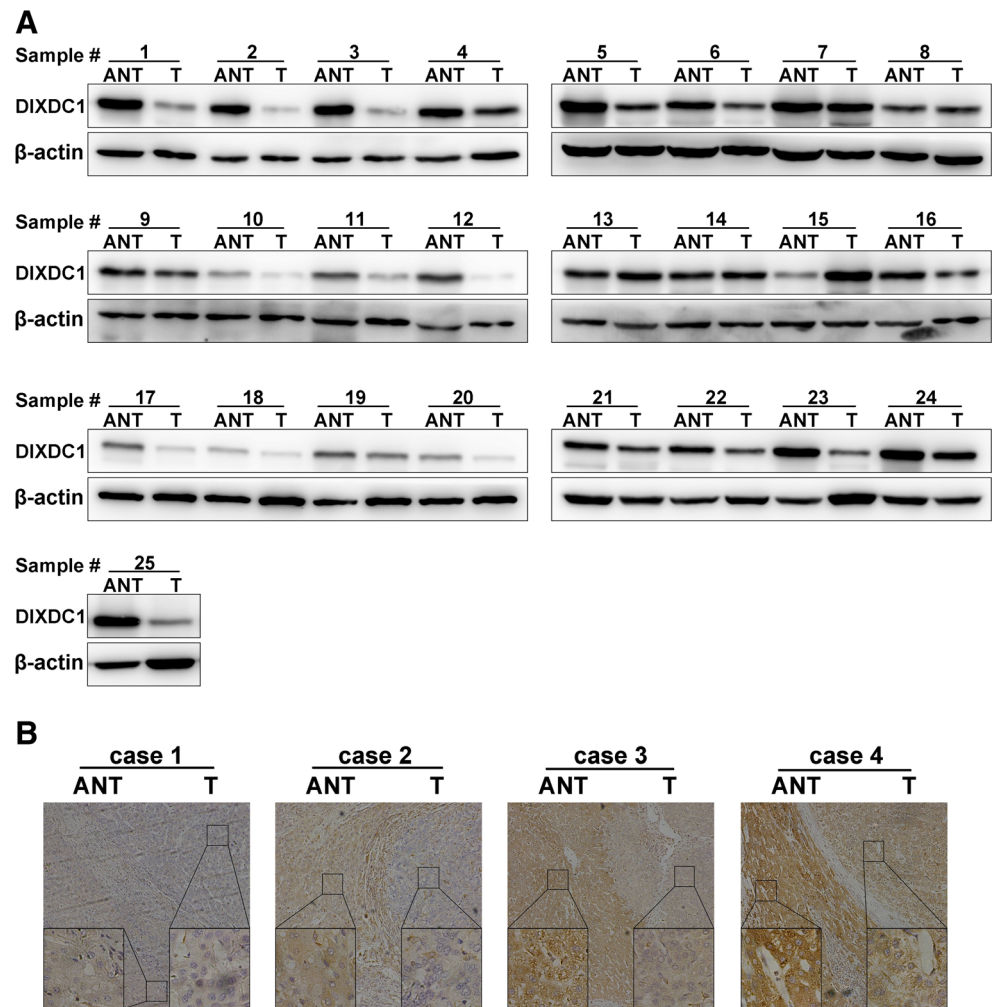 A
Sample # 1 2 3 4 5 6 7 8
ANT T ANT T ANT T ANT T ANT T ANT T ANT T ANT T
DIXDC1
β-actin
Sample # 9 10 11 12 13 14 15 16
ANT T ANT T ANT T ANT T ANT T ANT T ANT T ANT T
DIXDC1
β-actin
Sample # 17 18 19 20 21 22 23 24
ANT T ANT T ANT T ANT T ANT T ANT T ANT T ANT T
DIXDC1
β-actin
Sample # 25
ANT T
DIXDC1
β-actin
B
case 1 case 2 case 3 case 4
ANT T ANT T ANT T ANT T